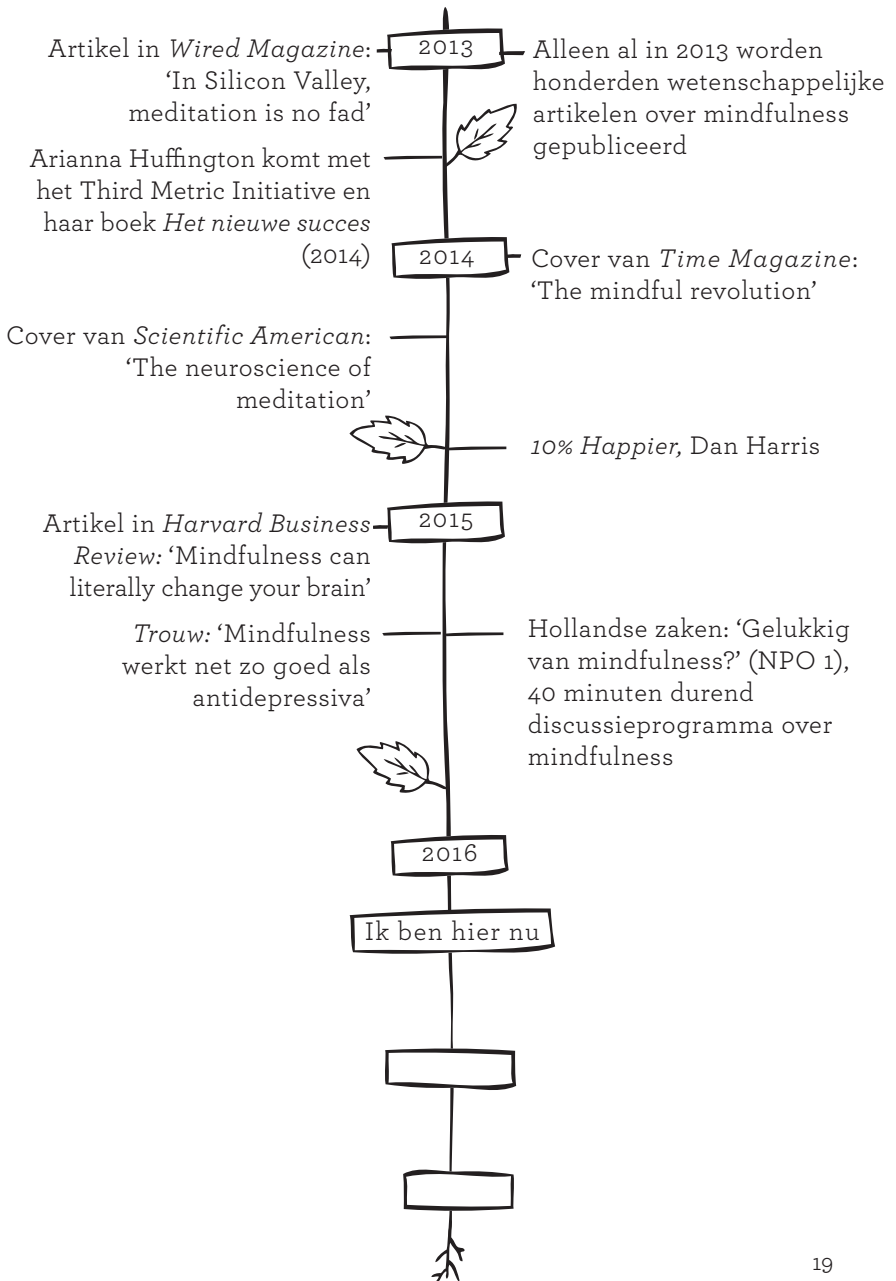 2013
Artikel in Wired Magazine:
‘In Silicon Valley,
meditation is no fad’
Alleen al in 2013 worden
honderden wetenschappelijke
artikelen over mindfulness
gepubliceerd
Arianna Huffington komt met
het Third Metric Initiative en
haar boek Het nieuwe succes
(2014)
2014
Cover van Time Magazine:
‘The mindful revolution’
Cover van Scientific American:
‘The neuroscience of
meditation’
10% Happier, Dan Harris
2015
Artikel in Harvard Business
Review: ‘Mindfulness can
literally change your brain’
Trouw: ‘Mindfulness
werkt net zo goed als
antidepressiva’
Hollandse zaken: ‘Gelukkig
van mindfulness?’ (NPO 1),
40 minuten durend
discussieprogramma over
mindfulness
2016
Ik ben hier nu
19